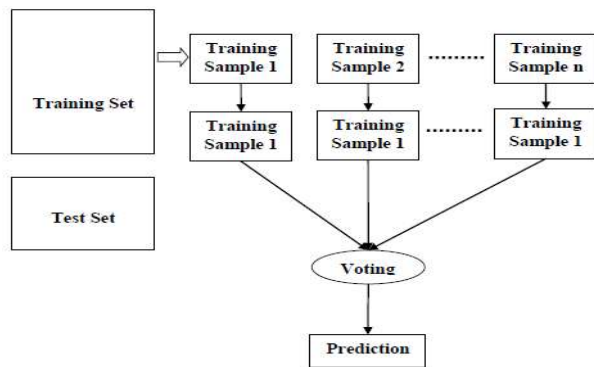 Training Set
Training
Sample 1
Training
Sample 2
.........
Training
Sample n
Training
Sample 1
Training
Sample 1
.........
Training
Sample 1
Test Set
Voting
Prediction